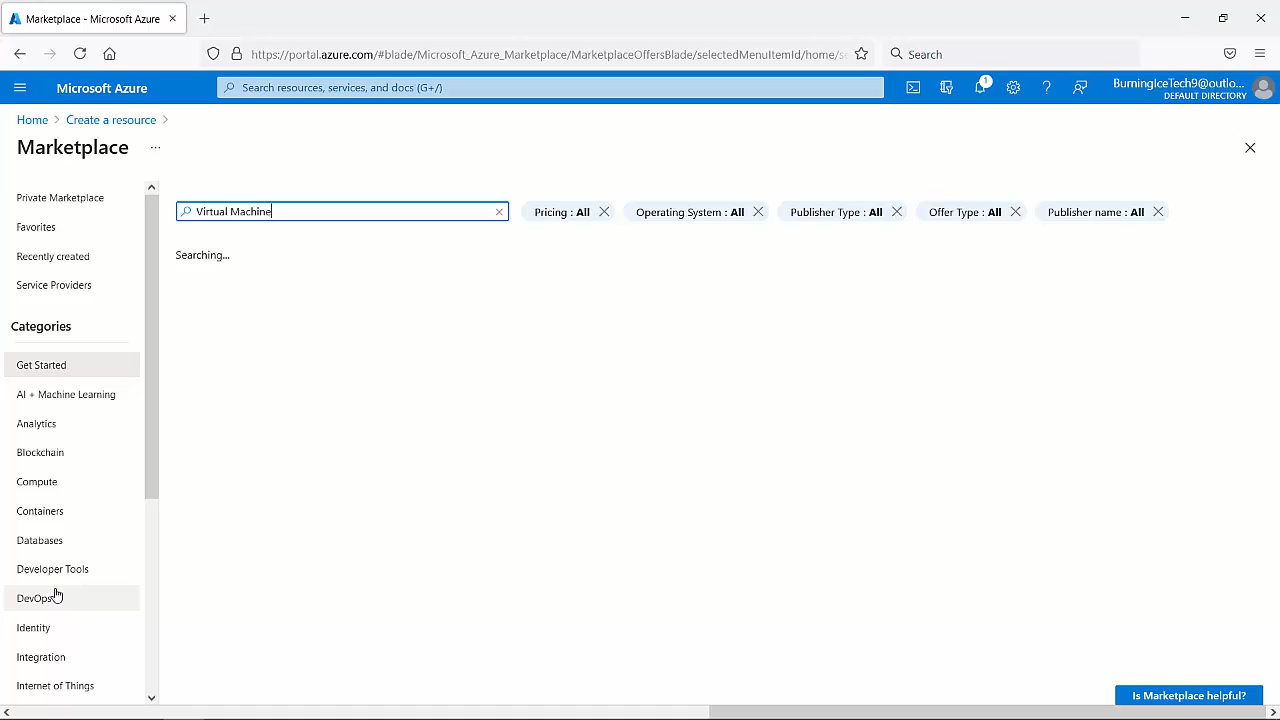 Marketplace - Microsoft Azure
https://portal.azure.com/#blade/Microsoft_Azure_Marketplace/MarketplaceOffersBlade/selectedMenuItemId/home/se
Search
Microsoft Azure
Search resources, services, and docs (G+/)
1
BurningIceTech9@outlo...
DEFAULT DIRECTORY
Home > Create a resource >
Marketplace ...
Private Marketplace
Favorites
Recently created
Service Providers
Categories
Get Started
AI + Machine Learning
Analytics
Blockchain
Compute
Containers
Databases
Developer Tools
DevOps
Identity
Integration
Internet of Things
Virtual Machine
Pricing : All
Operating System : All
Publisher Type : All
Offer Type : All
Publisher name : All
Searching...
Is Marketplace helpful?